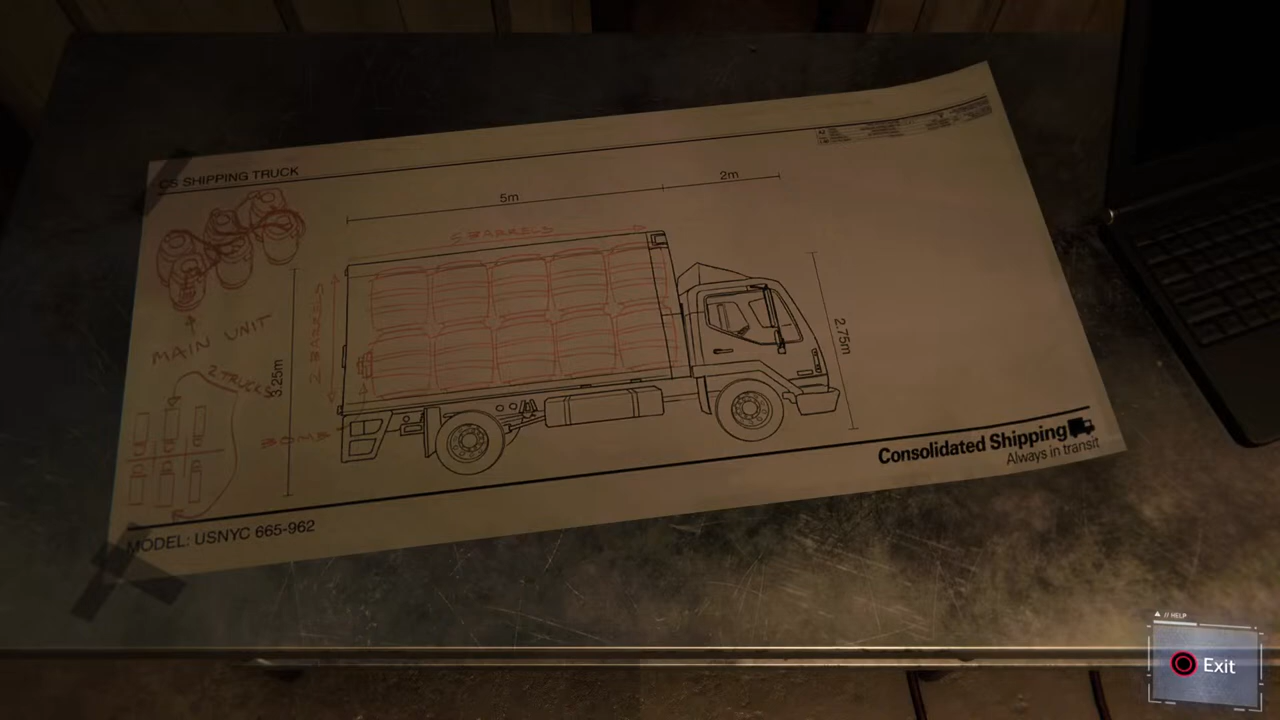 CS SHIPPING TRUCK
5m
2m
5 BARRELS
2 BARRELS
2.75m
3.25m
MAIN UNIT
2 TRUCKS
BOMB
Consolidated Shipping
Always in transit
MODEL: USNYC 665-962
// HELP
Exit